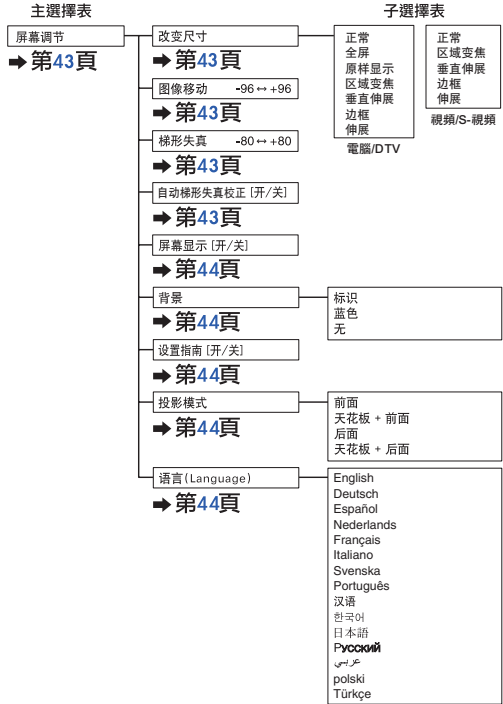 主選擇表
子選擇表
屏幕调节
➡第43頁
改变尺寸
➡第43頁
正常
全屏
原样显示
区域变焦
垂直伸展
边框
伸展
電腦/DTV
正常
区域变焦
垂直伸展
边框
伸展
視頻/S-視頻
图像移动 -96↔+96
➡第43頁
梯形失真 -80↔+80
➡第43頁
自动梯形失真校正 [开/关]
➡第43頁
屏幕显示 [开/关]
➡第44頁
背景
➡第44頁
标识
蓝色
无
设置指南 [开/关]
➡第44頁
投影模式
➡第44頁
前面
天花板 + 前面
后面
天花板 + 后面
语言(Language)
➡第44頁
English
Deutsch
Español
Nederlands
Français
Italiano
Svenska
Português
汉语
한국어
日本語
Русский
عربي
polski
Türkçe